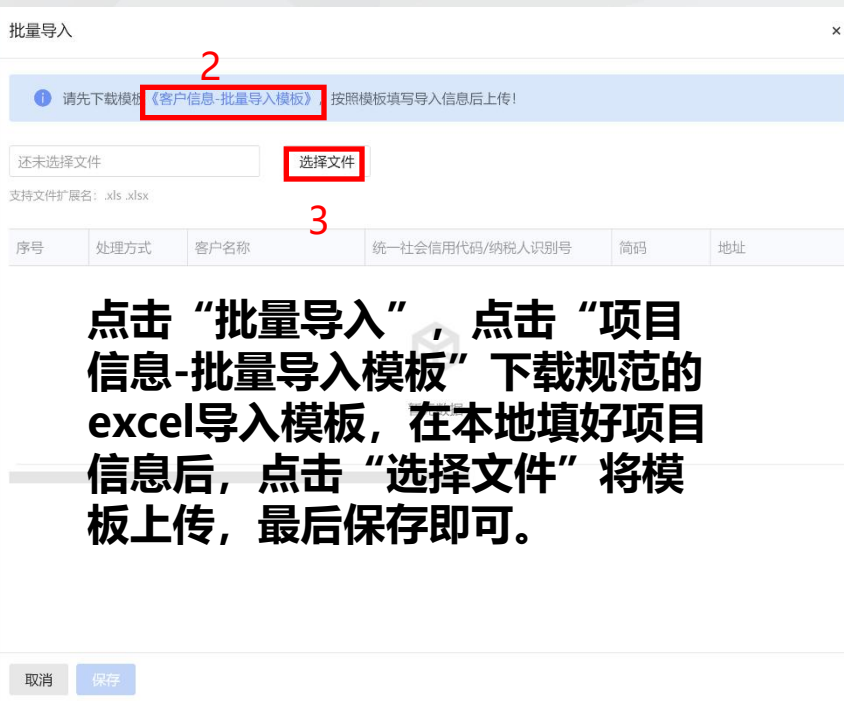 批量导入
×
2
请先下载模板《客户信息-批量导入模板》，按照模板填写导入信息后上传！
还未选择文件
选择文件
支持文件扩展名：.xls .xlsx
3
序号 处理方式 客户名称 统一社会信用代码/纳税人识别号 简码 地址
点击“批量导入”，点击“项目
信息-批量导入模板”下载规范的
excel导入模板，在本地填好项目
信息后，点击“选择文件”将模
板上传，最后保存即可。
取消 保存